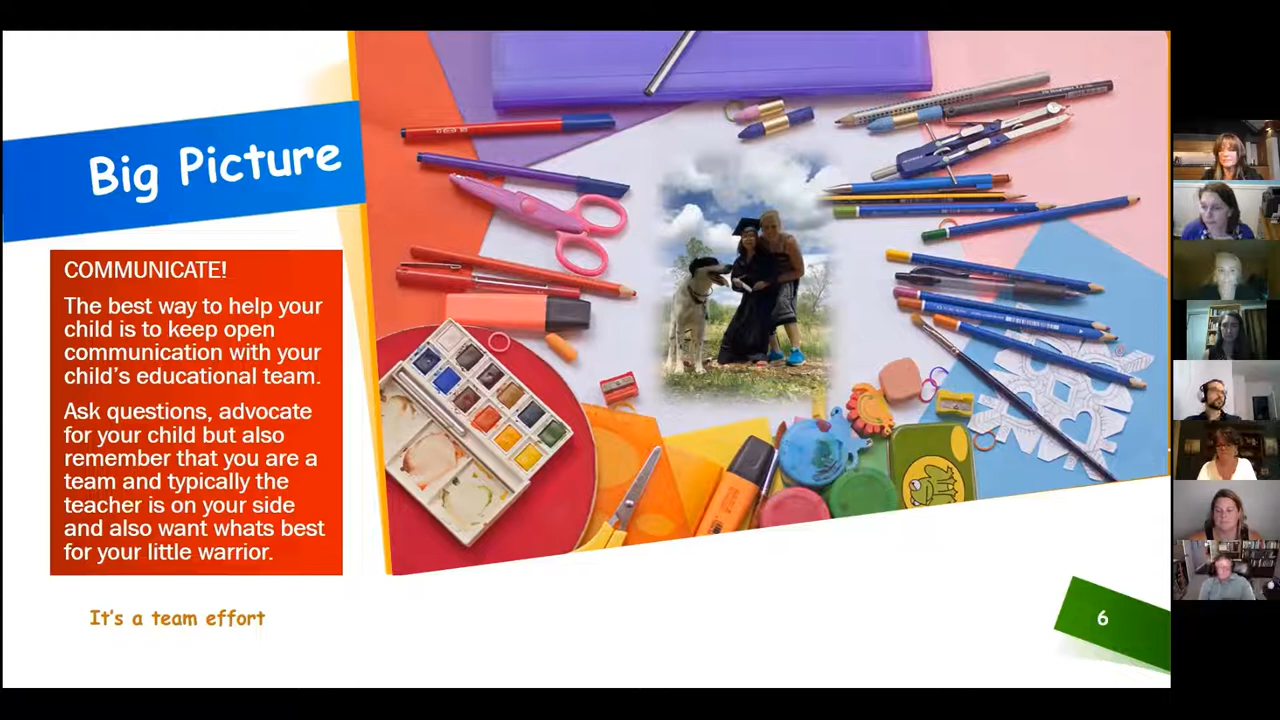 Big Picture
COMMUNICATE!
The best way to help your
child is to keep open
communication with your
child's educational team.
Ask questions, advocate
for your child but also
remember that you are a
team and typically the
teacher is on your side
and also want whats best
for your little warrior.
It's a team effort
6